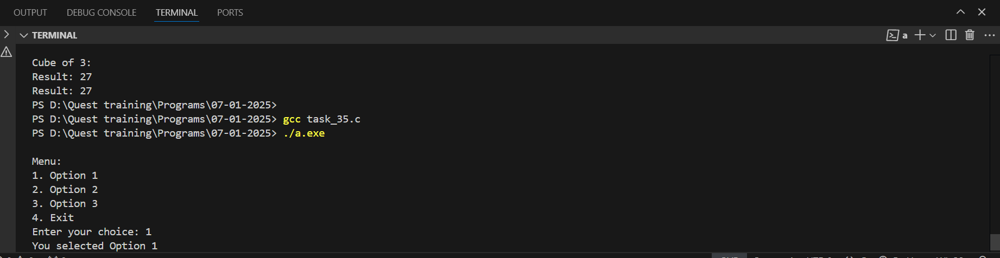 OUTPUT DEBUG CONSOLE TERMINAL PORTS
TERMINAL a
Cube of 3:
Result: 27
Result: 27
PS D:\Quest training\Programs\07-01-2025>
PS D:\Quest training\Programs\07-01-2025> gcc task_35.c
PS D:\Quest training\Programs\07-01-2025> ./a.exe
Menu:
1. Option 1
2. Option 2
3. Option 3
4. Exit
Enter your choice: 1
You selected Option 1